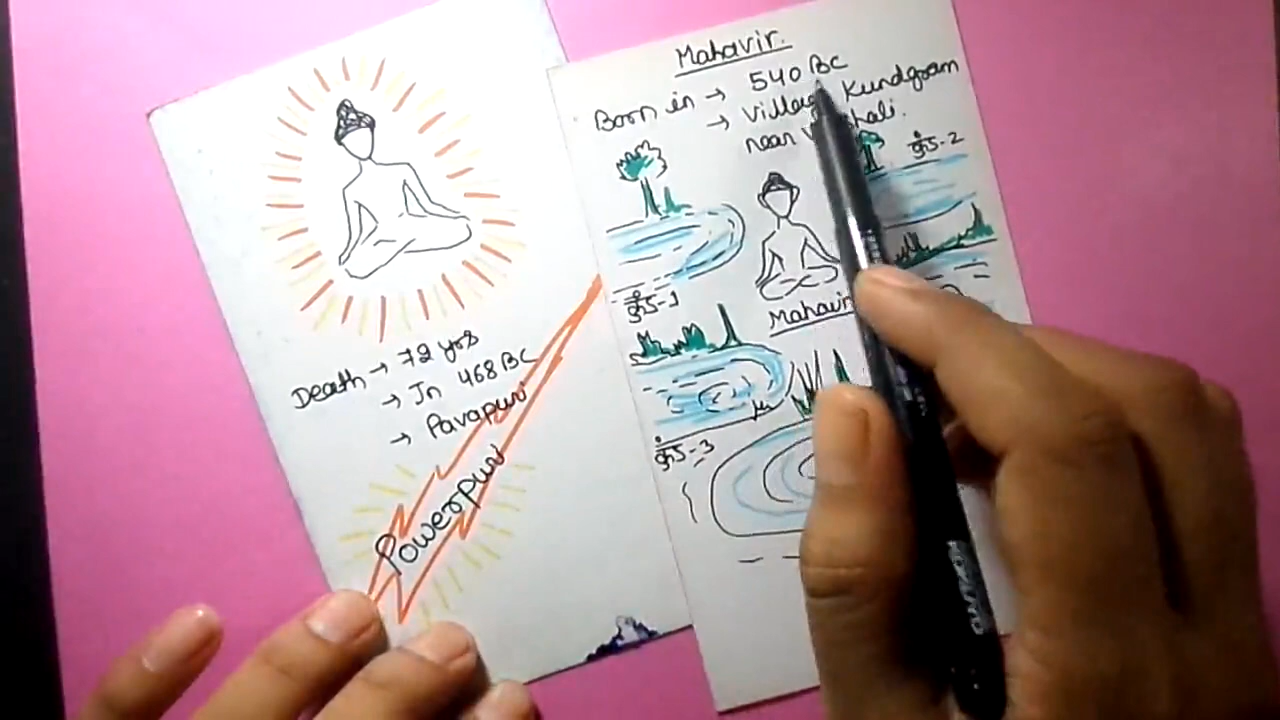 Death → 72 yrs
→ In 468 BC
→ Pavapuri
Powerpuri
Mahavir.
Born in → 540 BC
→ Village Kundgram
near
कुंड-2
कुंड-1
Mahavir
कुंड-3